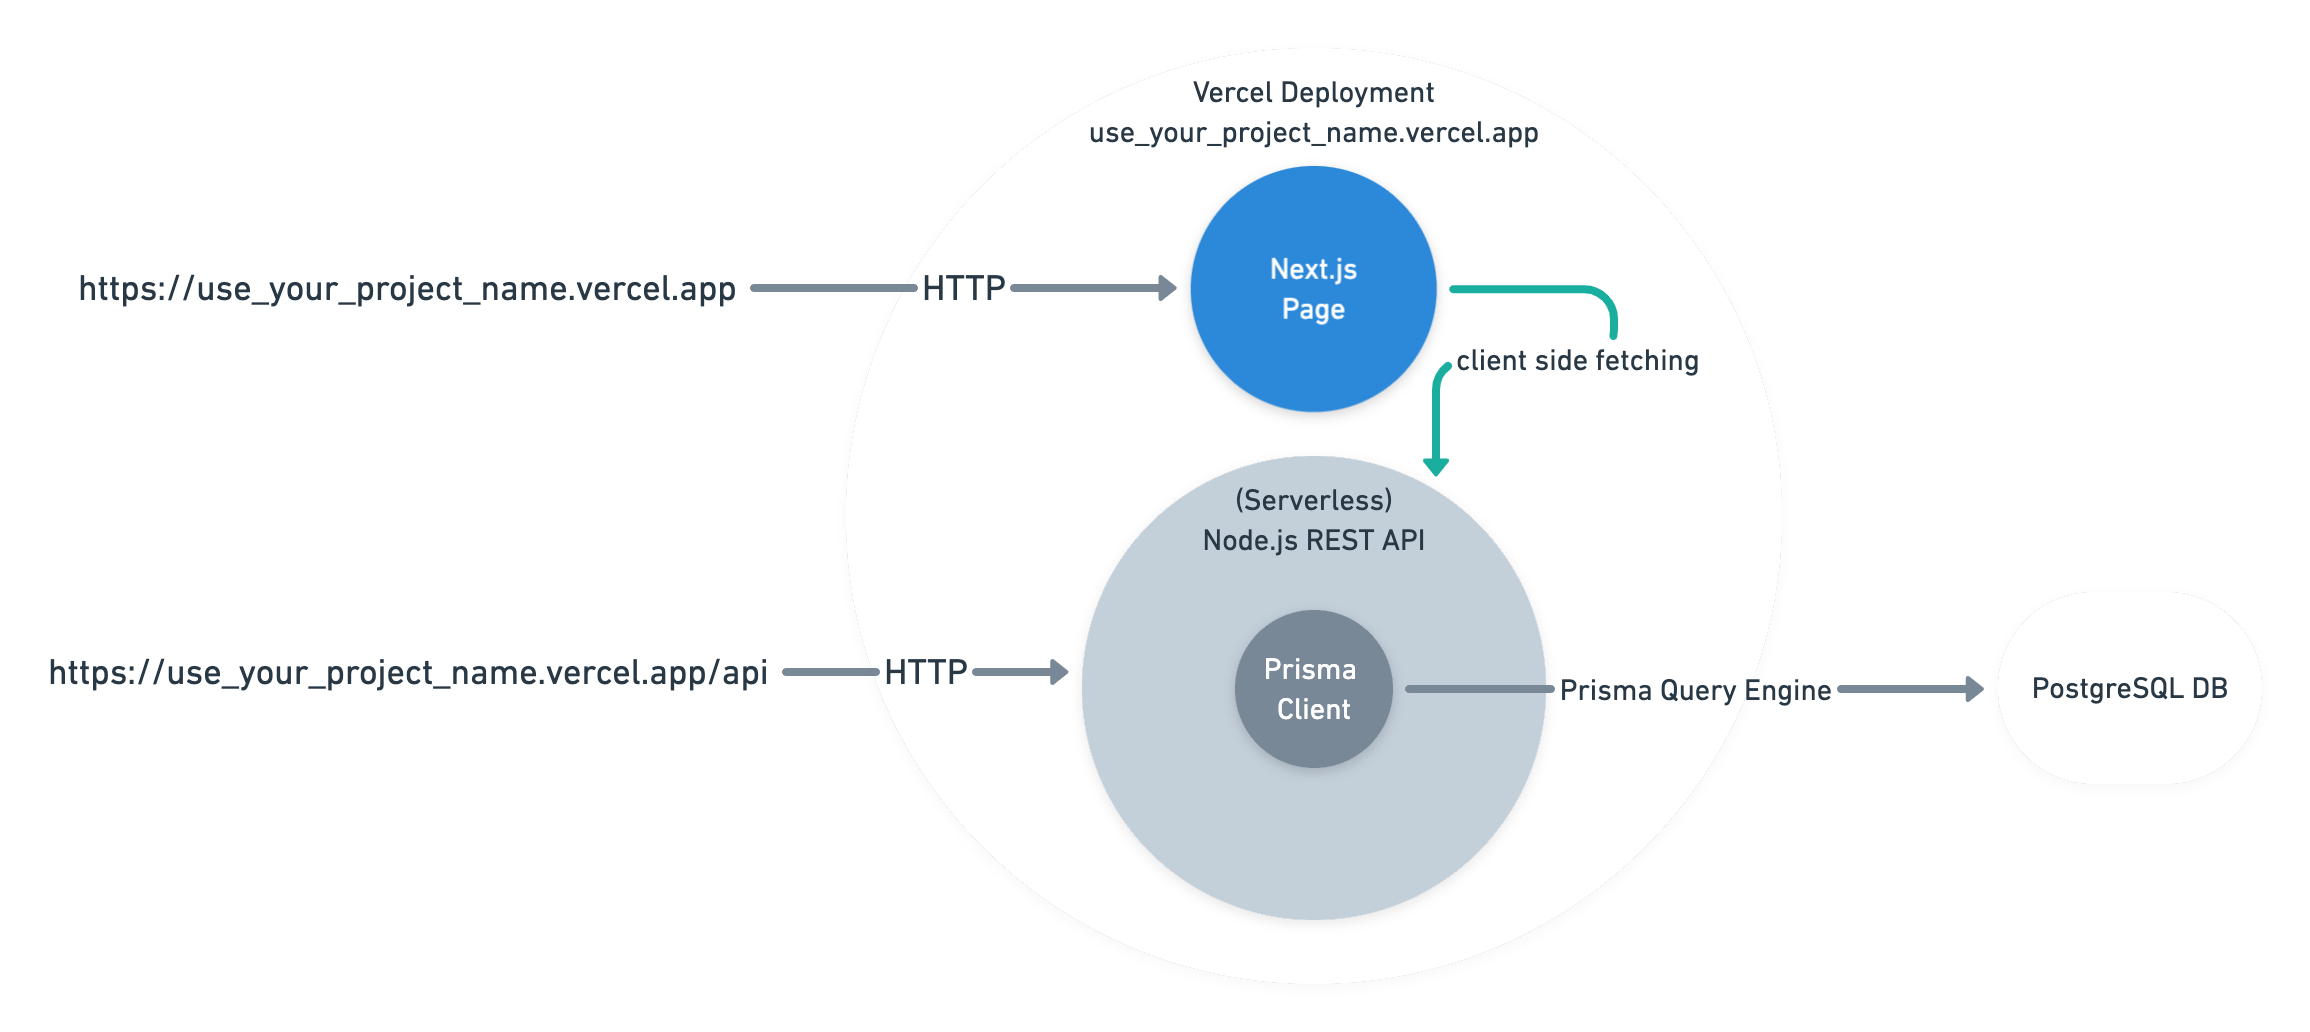 Vercel Deployment
use_your_project_name.vercel.app
https://use_your_project_name.vercel.app
HTTP
Next.js
Page
client side fetching
(Serverless)
Node.js REST API
https://use_your_project_name.vercel.app/api
HTTP
Prisma
Client
Prisma Query Engine
PostgreSQL DB